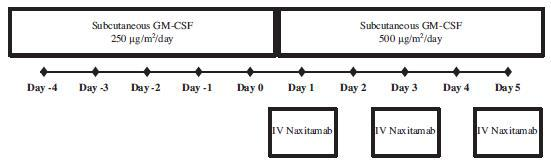 Subcutaneous GM-CSF
250 µg/m²/day
Subcutaneous GM-CSF
500 µg/m²/day
Day -4 Day -3 Day -2 Day -1 Day 0 Day 1 Day 2 Day 3 Day 4 Day 5
IV Naxitamab IV Naxitamab IV Naxitamab